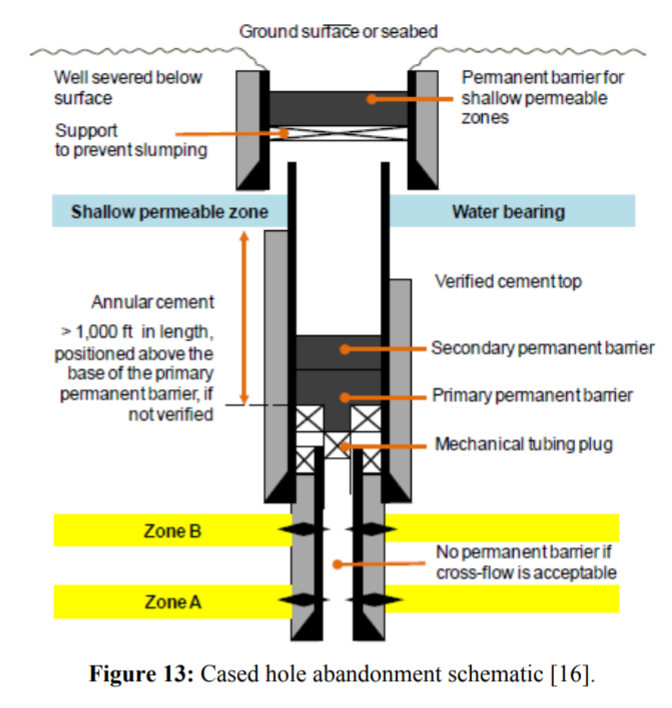 Ground surface or seabed
Well severed below
surface
Permanent barrier for
shallow permeable
zones
Support
to prevent slumping
Shallow permeable zone
Water bearing
Verified cement top
Annular cement
> 1,000 ft in length,
positioned above the
base of the primary
permanent barrier, if
not verified
Secondary permanent barrier
Primary permanent barrier
Mechanical tubing plug
Zone B
No permanent barrier if
cross-flow is acceptable
Zone A
Figure 13: Cased hole abandonment schematic [16].